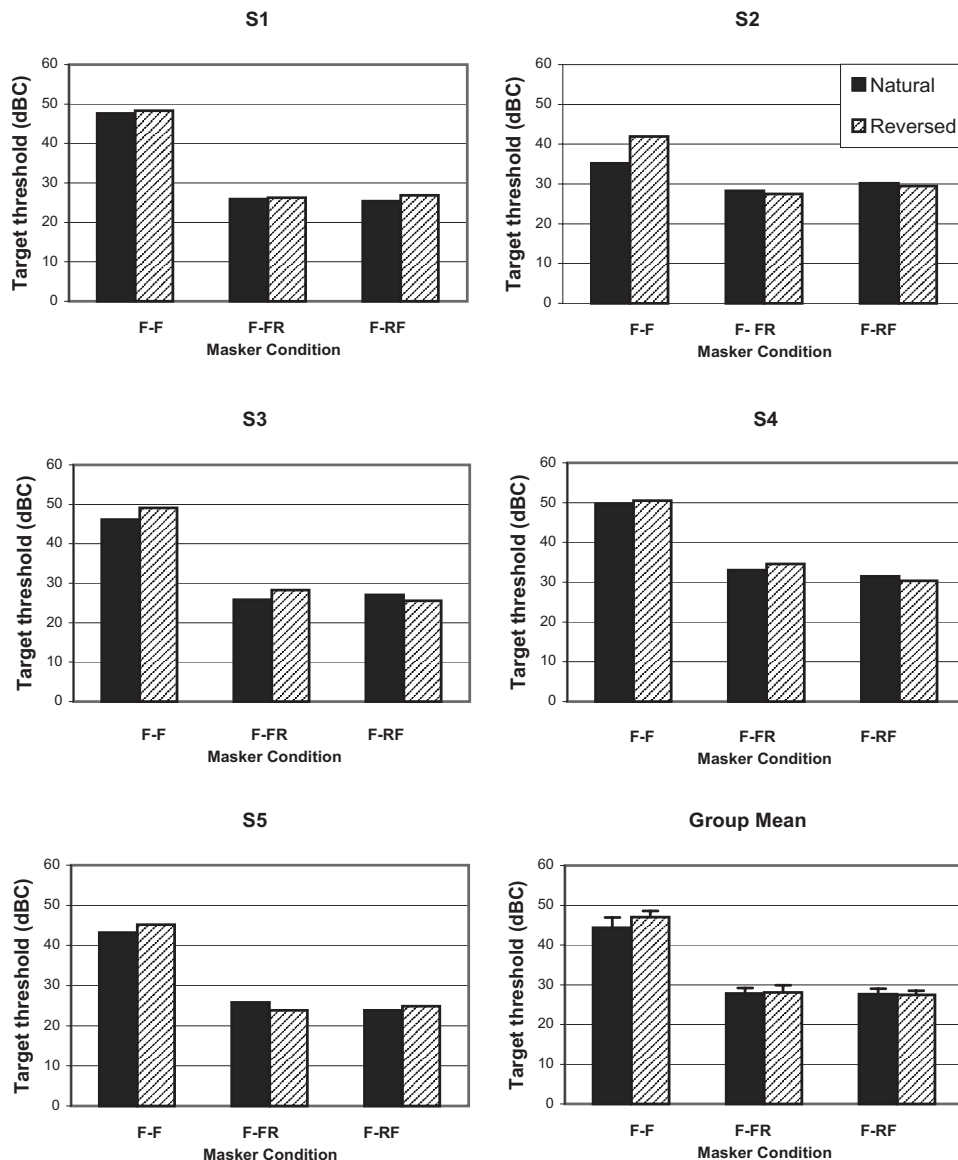 S1
Target threshold (dBC)
60
50
40
30
20
10
0
F-F F-FR F-RF
Masker Condition
S2
Target threshold (dBC)
60
50
40
30
20
10
0
Natural
Reversed
F-F F- FR F-RF
Masker Condition
S3
Target threshold (dBC)
60
50
40
30
20
10
0
F-F F-FR F-RF
Masker Condition
S4
Target threshold (dBC)
60
50
40
30
20
10
0
F-F F-FR F-RF
Masker Condition
S5
Target threshold (dBC)
60
50
40
30
20
10
0
F-F F-FR F-RF
Masker Condition
Group Mean
Target threshold (dBC)
60
50
40
30
20
10
0
F-F F-FR F-RF
Masker Condition